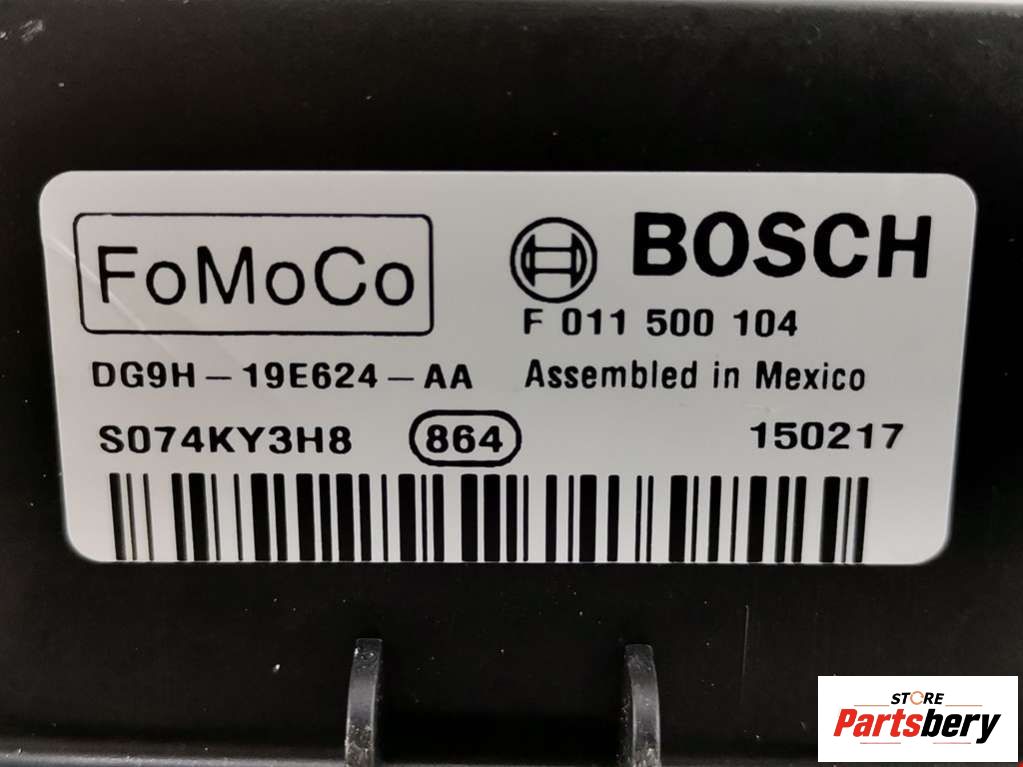 FoMoCo
BOSCH
F 011 500 104
DG9H-19E624-AA
Assembled in Mexico
S074KY3H8
864
150217
STORE
Partsbery